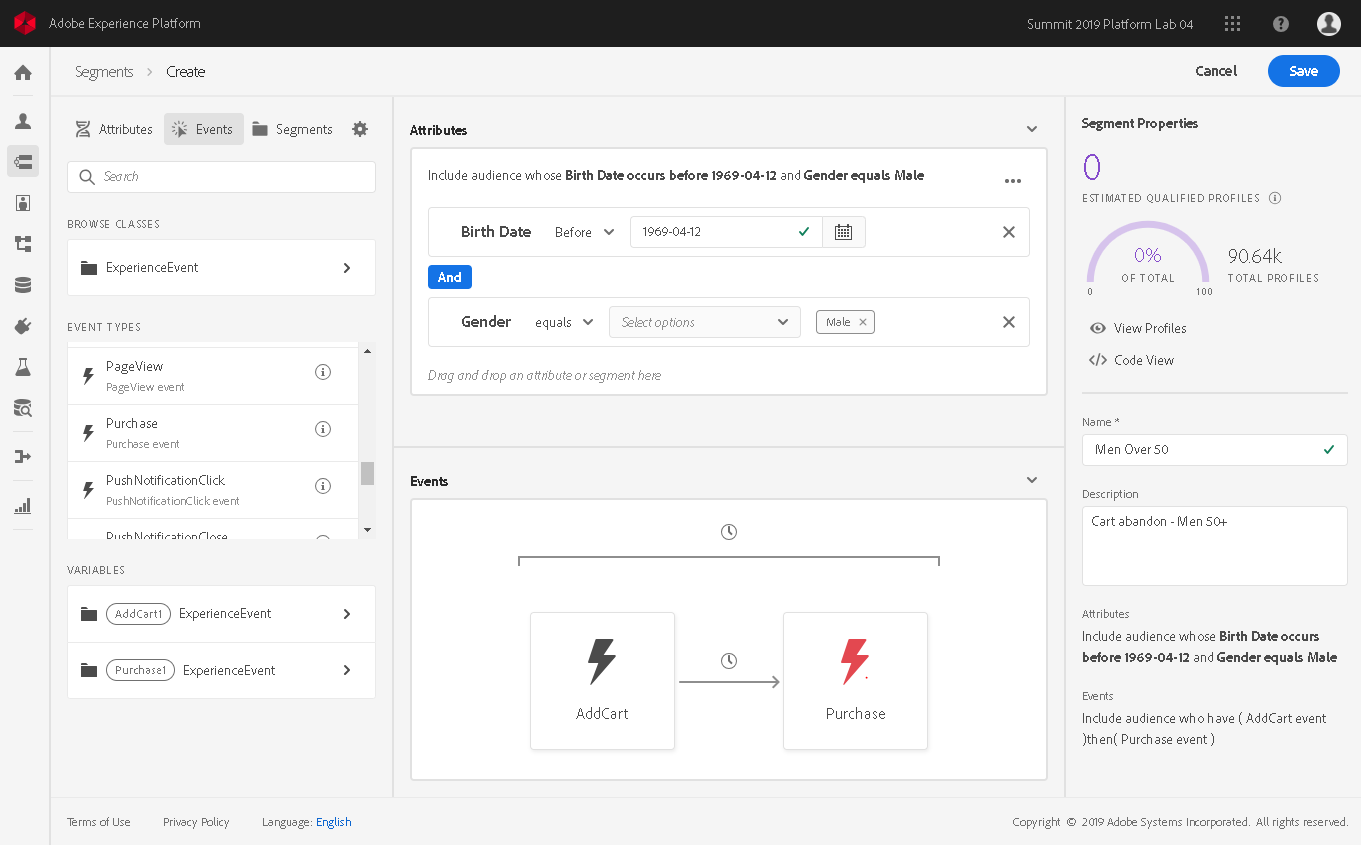 Adobe Experience Platform
Summit 2019 Platform Lab 04
Segments > Create
Cancel
Save
Attributes
Events
Segments
Search
BROWSE CLASSES
ExperienceEvent
EVENT TYPES
PageView
PageView event
Purchase
Purchase event
PushNotificationClick
PushNotificationClick event
PushNotificationClose
VARIABLES
AddCart1 ExperienceEvent
Purchase1 ExperienceEvent
Attributes
Include audience whose Birth Date occurs before 1969-04-12 and Gender equals Male
Birth Date Before 1969-04-12
And
Gender equals Select options Male
Drag and drop an attribute or segment here
Events
AddCart
Purchase
Segment Properties
0
ESTIMATED QUALIFIED PROFILES
0%
OF TOTAL
0 100
90.64k
TOTAL PROFILES
View Profiles
Code View
Name *
Men Over 50
Description
Cart abandon - Men 50+
Attributes
Include audience whose Birth Date occurs
before 1969-04-12 and Gender equals Male
Events
Include audience who have ( AddCart event
)then( Purchase event )
Terms of Use
Privacy Policy
Language: English
Copyright © 2019 Adobe Systems Incorporated. All rights reserved.